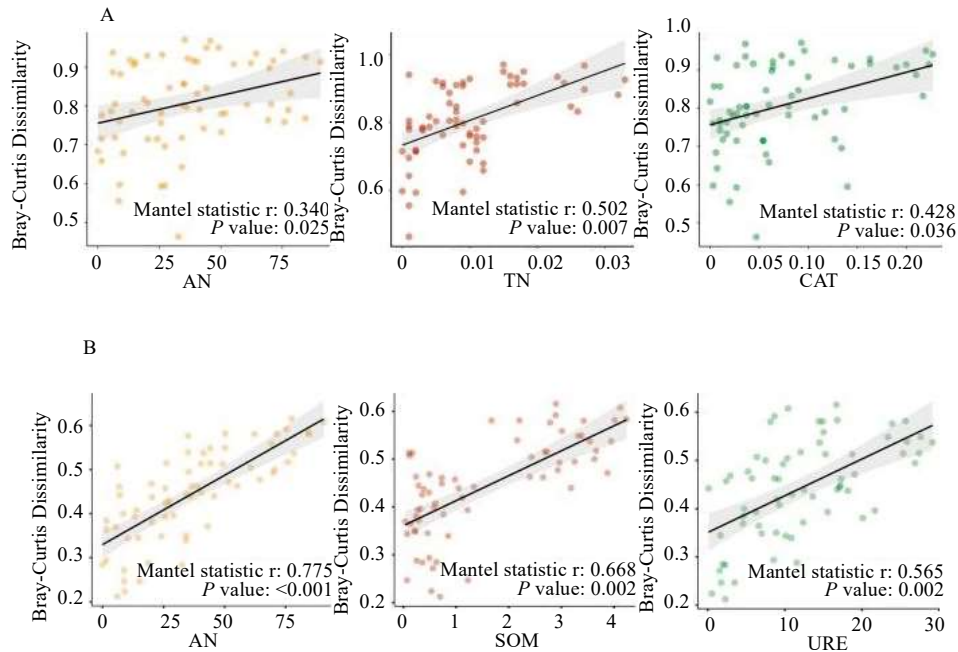 A
Bray-Curtis Dissimilarity
0.9
0.8
0.7
0.6
0.5
Mantel statistic r: 0.340
P value: 0.025
0 25 50 75
AN
Bray-Curtis Dissimilarity
1.0
0.8
0.6
Mantel statistic r: 0.502
P value: 0.007
0 0.01 0.02 0.03
TN
Bray-Curtis Dissimilarity
1.0
0.9
0.8
0.7
0.6
0.5
Mantel statistic r: 0.428
P value: 0.036
0 0.05 0.10 0.15 0.20
CAT
B
Bray-Curtis Dissimilarity
0.6
0.5
0.4
0.3
0.2
Mantel statistic r: 0.775
P value: <0.001
0 25 50 75
AN
Bray-Curtis Dissimilarity
0.6
0.5
0.4
0.3
0.2
Mantel statistic r: 0.668
P value: 0.002
0 1 2 3 4
SOM
Bray-Curtis Dissimilarity
0.6
0.5
0.4
0.3
0.2
Mantel statistic r: 0.565
P value: 0.002
0 10 20 30
URE